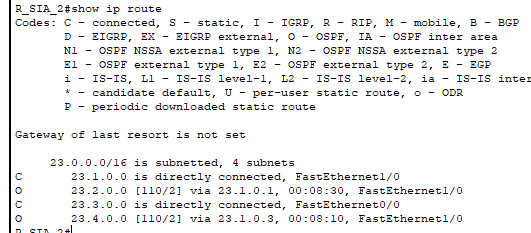 R_SIA_2#show ip route
Codes: C - connected, S - static, I - IGRP, R - RIP, M - mobile, B - BGP
       D - EIGRP, EX - EIGRP external, O - OSPF, IA - OSPF inter area
       N1 - OSPF NSSA external type 1, N2 - OSPF NSSA external type 2
       E1 - OSPF external type 1, E2 - OSPF external type 2, E - EGP
       i - IS-IS, L1 - IS-IS level-1, L2 - IS-IS level-2, ia - IS-IS inter
       * - candidate default, U - per-user static route, o - ODR
       P - periodic downloaded static route
Gateway of last resort is not set
     23.0.0.0/16 is subnetted, 4 subnets
C       23.1.0.0 is directly connected, FastEthernet1/0
O       23.2.0.0 [110/2] via 23.1.0.1, 00:08:30, FastEthernet1/0
C       23.3.0.0 is directly connected, FastEthernet0/0
O       23.4.0.0 [110/2] via 23.1.0.3, 00:08:10, FastEthernet1/0
R_SIA_2#